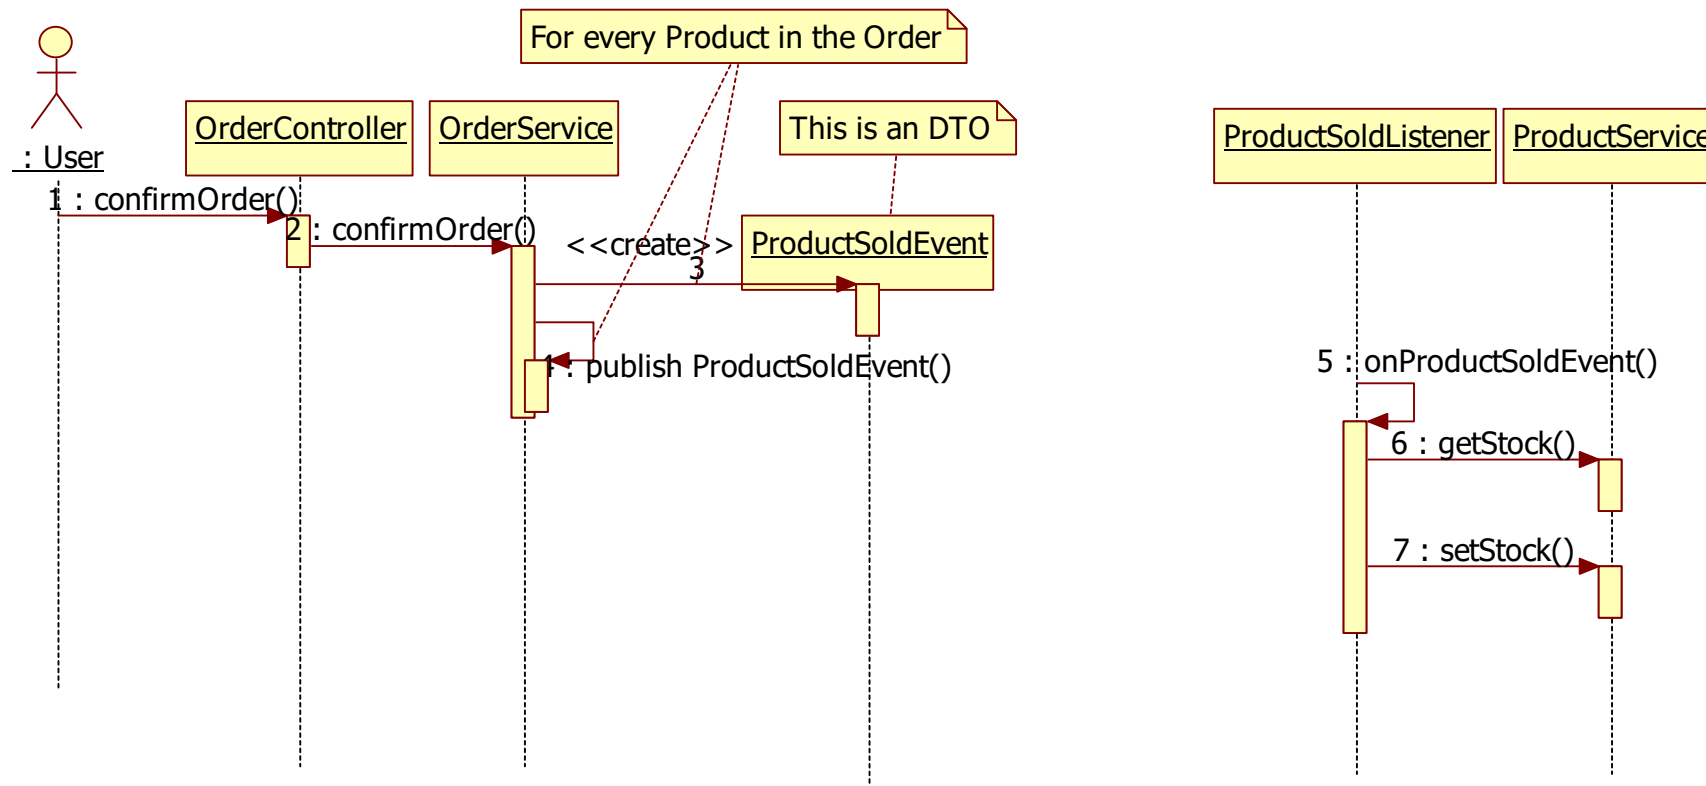 For every Product in the Order
OrderController
OrderService
This is an DTO
ProductSoldListener
ProductService
: User
1 : confirmOrder()
2 : confirmOrder()
<<create>>
3
ProductSoldEvent
4 : publish ProductSoldEvent()
5 : onProductSoldEvent()
6 : getStock()
7 : setStock()